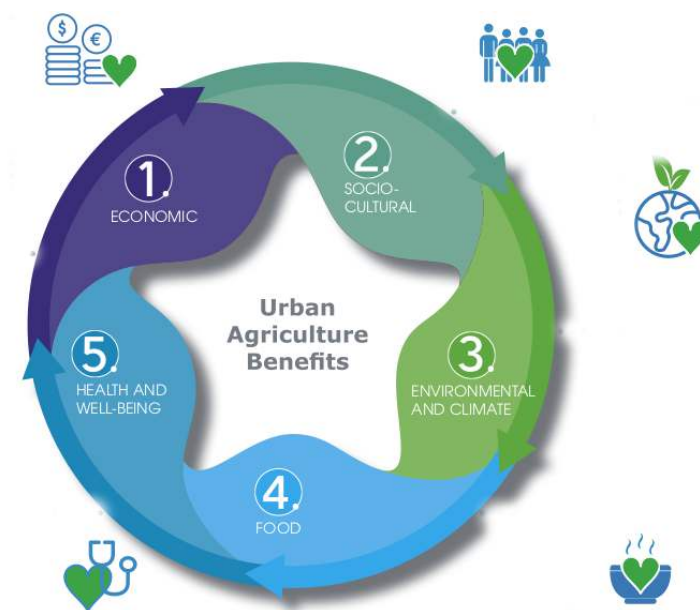 $
€
1.
ECONOMIC
2.
SOCIO-
CULTURAL
Urban
Agriculture
Benefits
3.
ENVIRONMENTAL
AND CLIMATE
4.
FOOD
5.
HEALTH AND
WELL-BEING